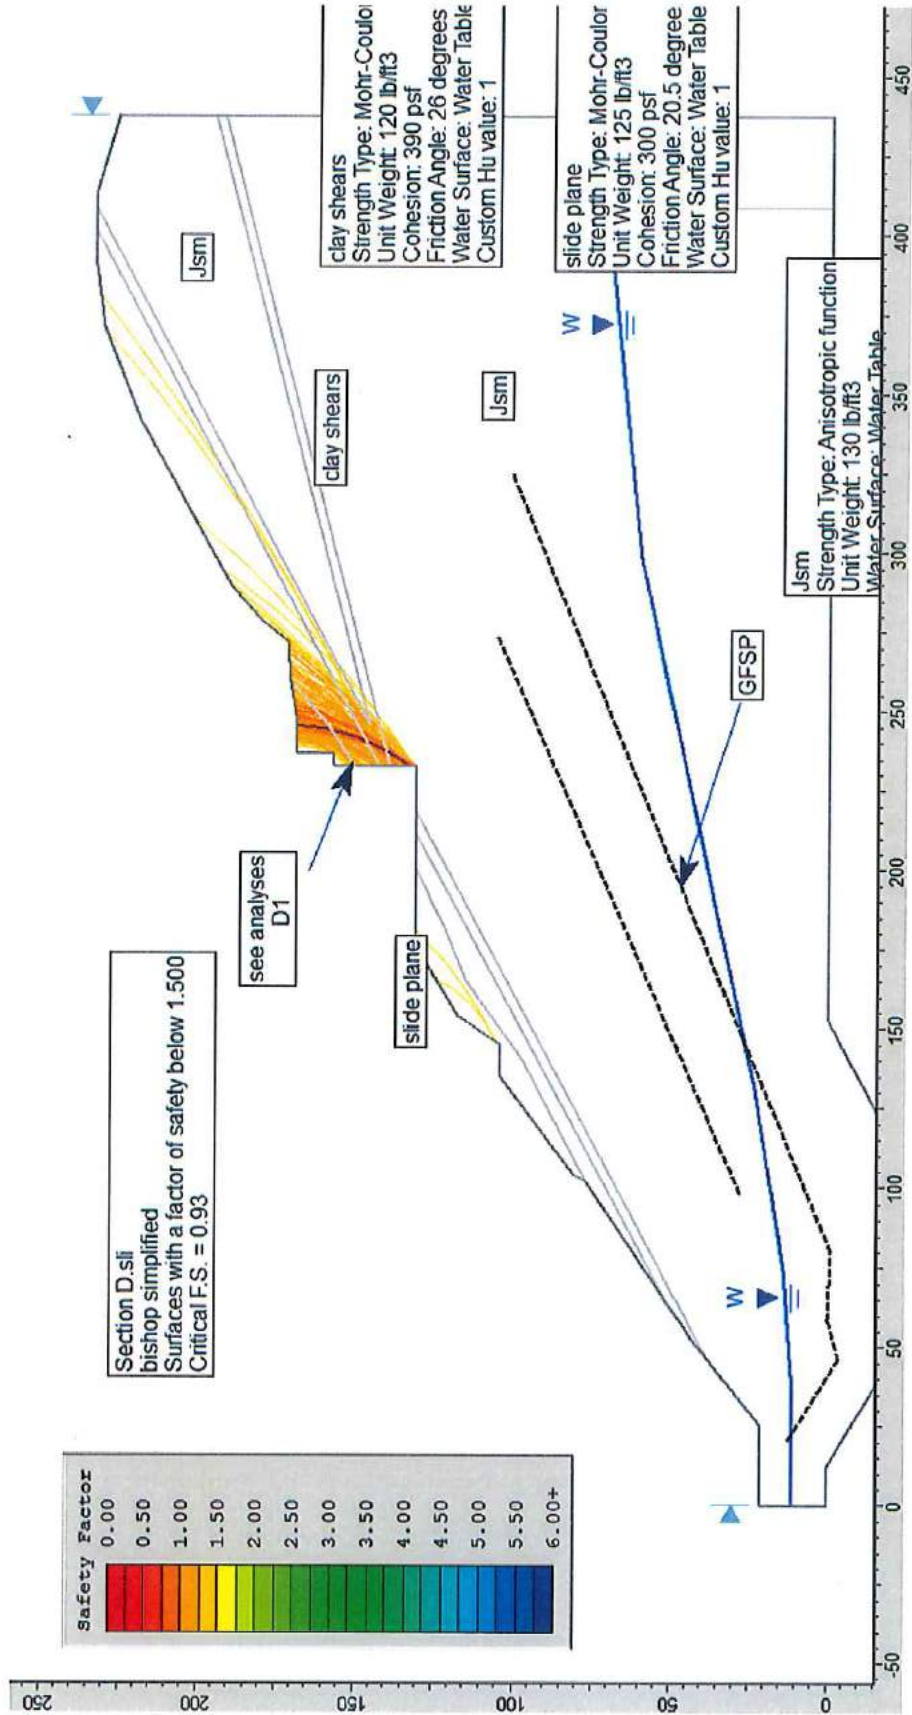 Safety Factor
0.00
0.50
1.00
1.50
2.00
2.50
3.00
3.50
4.00
4.50
5.00
5.50
6.00+
Section D.sli
bishop simplified
Surfaces with a factor of safety below 1.500
Critical F.S. = 0.93
see analyses
D1
slide plane
Jsm
clay shears
Jsm
GFSP
W
W
clay shears
Strength Type: Mohr-Coulo
Unit Weight: 120 lb/ft3
Cohesion: 390 psf
Friction Angle: 26 degrees
Water Surface: Water Table
Custom Hu value: 1
slide plane
Strength Type: Mohr-Coulor
Unit Weight: 125 lb/ft3
Cohesion: 300 psf
Friction Angle: 20.5 degree
Water Surface: Water Table
Custom Hu value: 1
Jsm
Strength Type: Anisotropic function
Unit Weight: 130 lb/ft3
Water Surface: Water Table
250
200
150
100
50
0
-50
0
50
100
150
200
250
300
350
400
450